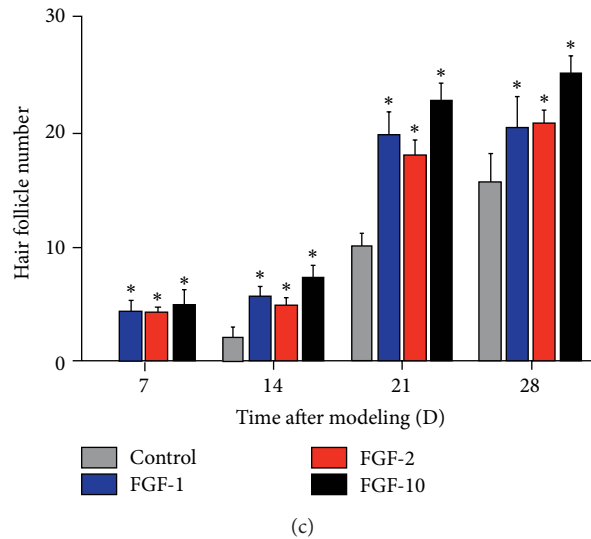 30
20
10
0
Hair follicle number
* * *
* * *
* * *
* * *
7 14 21 28
Time after modeling (D)
Control FGF-2
FGF-1 FGF-10
(c)